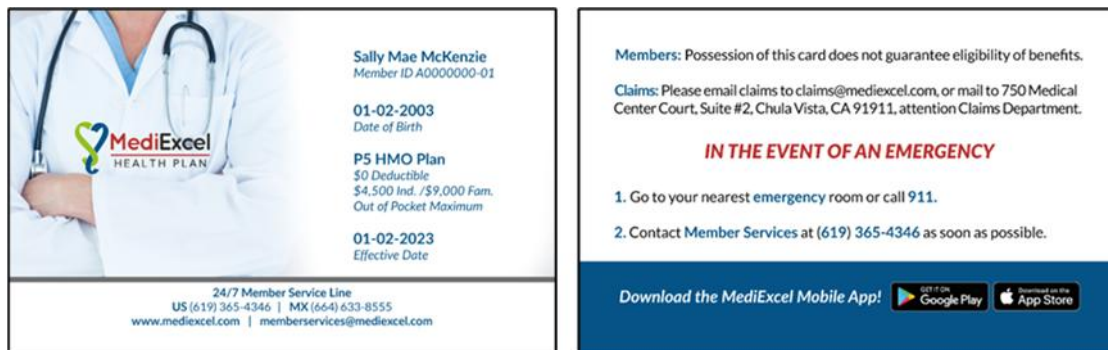 MediExcel
HEALTH PLAN
Sally Mae McKenzie
Member ID A0000000-01
01-02-2003
Date of Birth
P5 HMO Plan
$0 Deductible
$4,500 Ind. /$9,000 Fam.
Out of Pocket Maximum
01-02-2023
Effective Date
24/7 Member Service Line
US (619) 365-4346 | MX (664) 633-8555
www.mediexcel.com | memberservices@mediexcel.com
Members: Possession of this card does not guarantee eligibility of benefits.
Claims: Please email claims to claims@mediexcel.com, or mail to 750 Medical
Center Court, Suite #2, Chula Vista, CA 91911, attention Claims Department.
IN THE EVENT OF AN EMERGENCY
1. Go to your nearest emergency room or call 911.
2. Contact Member Services at (619) 365-4346 as soon as possible.
Download the MediExcel Mobile App!
GET IT ON
Google Play
Download on the
App Store